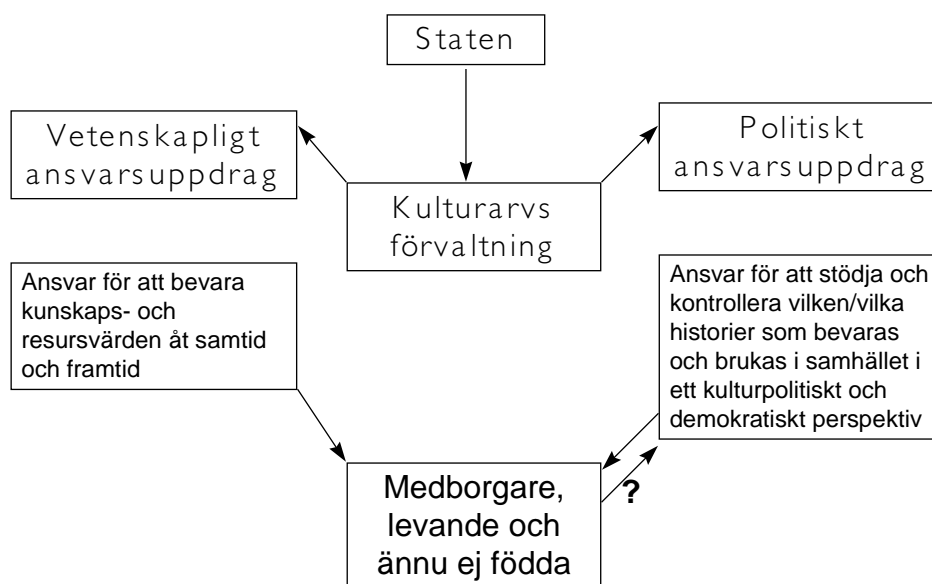 Staten
Vetenskapligt
ansvarsuppdrag
Politiskt
ansvarsuppdrag
Kulturarvs
förvaltning
Ansvar för att bevara
kunskaps- och
resursvärden åt samtid
och framtid
Ansvar för att stödja och
kontrollera vilken/vilka
historier som bevaras
och brukas i samhället i
ett kulturpolitiskt och
demokratiskt perspektiv
Medborgare,
levande och
ännu ej födda
?